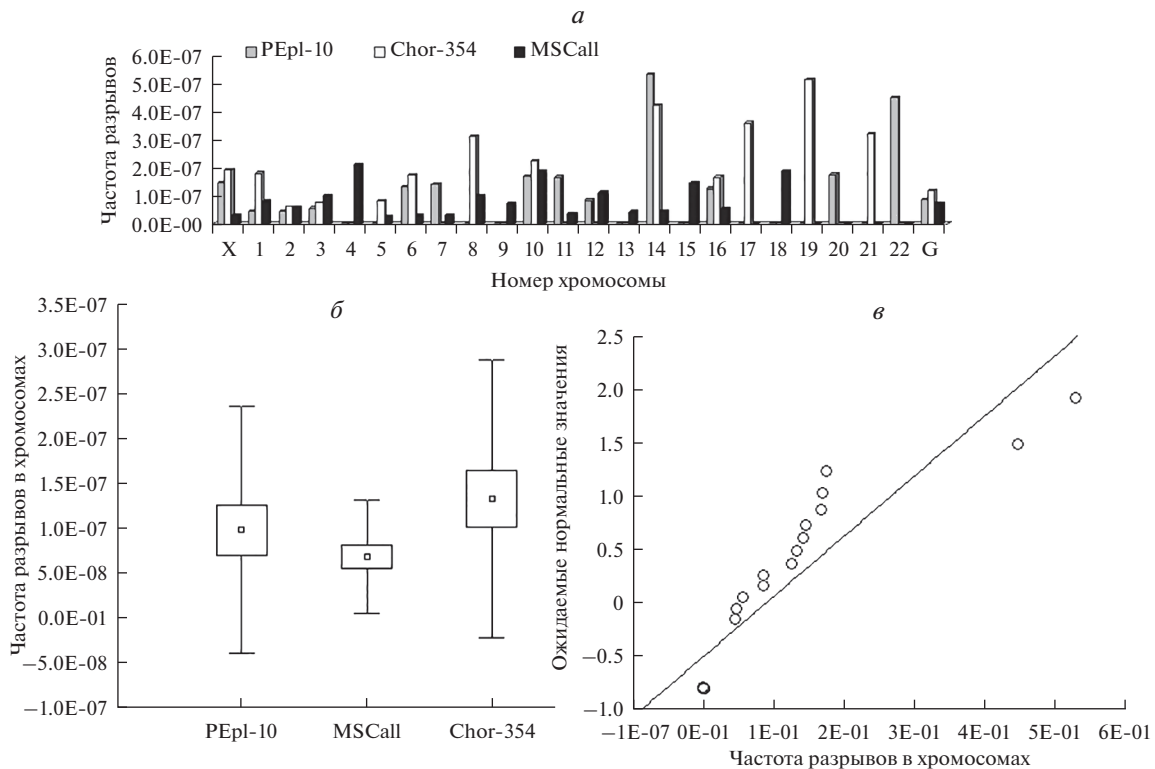 а
PEpl-10 Chor-354 MSCall
Частота разрывов
6.0E-07
5.0E-07
4.0E-07
3.0E-07
2.0E-07
1.0E-07
0.0E-00
X 1 2 3 4 5 6 7 8 9 10 11 12 13 14 15 16 17 18 19 20 21 22 G
Номер хромосомы
б
Частота разрывов в хромосомах
3.5E-07
3.0E-07
2.5E-07
2.0E-07
1.5E-07
1.0E-07
5.0E-08
0.0E-01
−5.0E-08
−1.0E-07
PEpl-10 MSCall Chor-354
в
Ожидаемые нормальные значения
2.5
2.0
1.5
1.0
0.5
0
−0.5
−1.0
−1E-07 0E-01 1E-01 2E-01 3E-01 4E-01 5E-01 6E-01
Частота разрывов в хромосомах